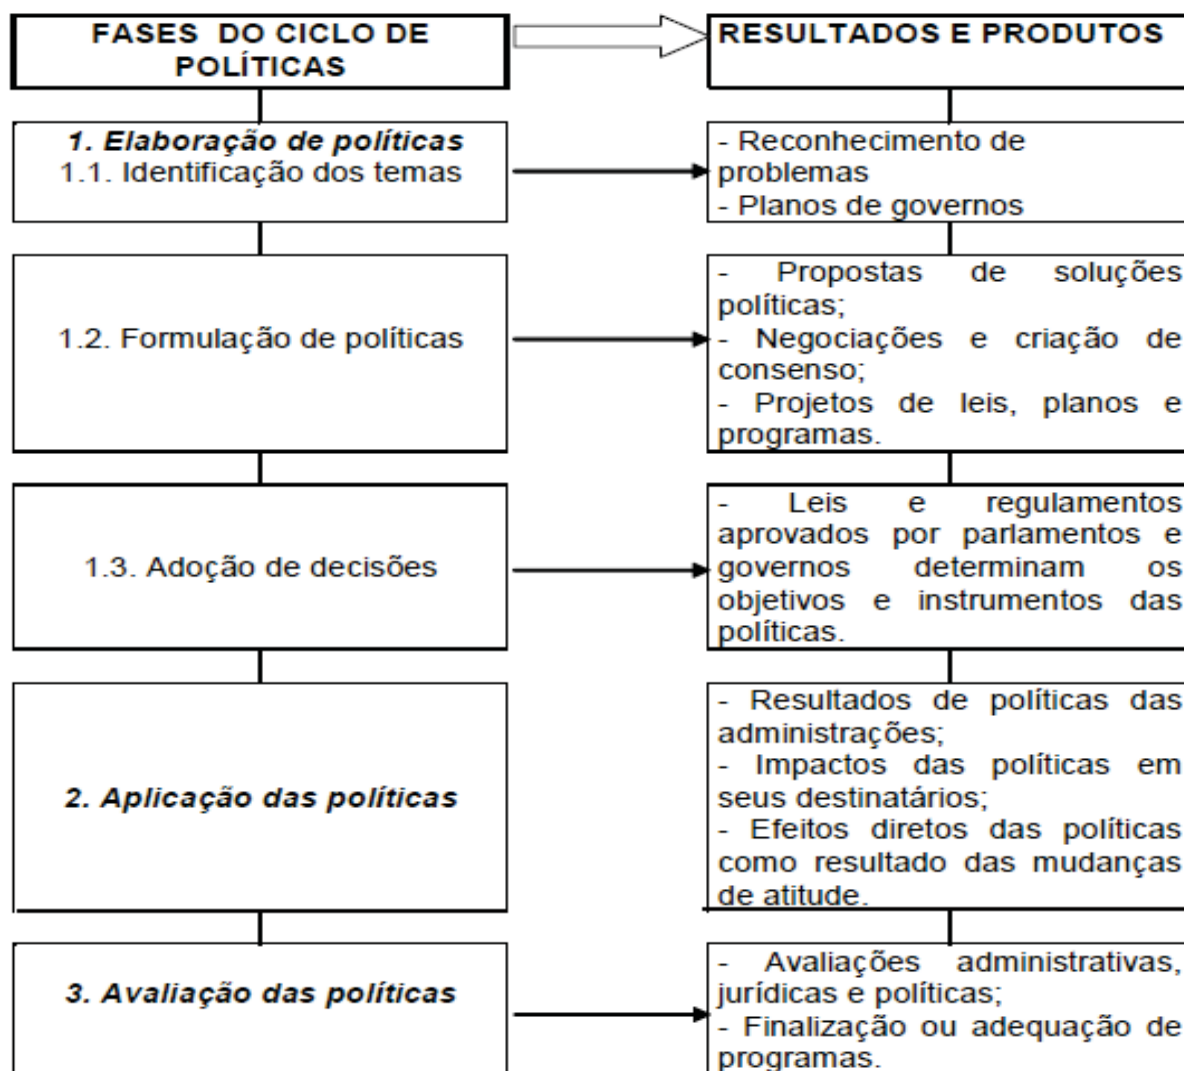 FASES DO CICLO DE
POLÍTICAS
RESULTADOS E PRODUTOS
1. Elaboração de políticas
1.1. Identificação dos temas
- Reconhecimento de
problemas
- Planos de governos
1.2. Formulação de políticas
- Propostas de soluções
políticas;
- Negociações e criação de
consenso;
- Projetos de leis, planos e
programas.
1.3. Adoção de decisões
- Leis e regulamentos
aprovados por parlamentos e
governos determinam os
objetivos e instrumentos das
políticas.
2. Aplicação das políticas
- Resultados de políticas das
administrações;
- Impactos das políticas em
seus destinatários;
- Efeitos diretos das políticas
como resultado das mudanças
de atitude.
3. Avaliação das políticas
- Avaliações administrativas,
jurídicas e políticas;
- Finalização ou adequação de
programas.